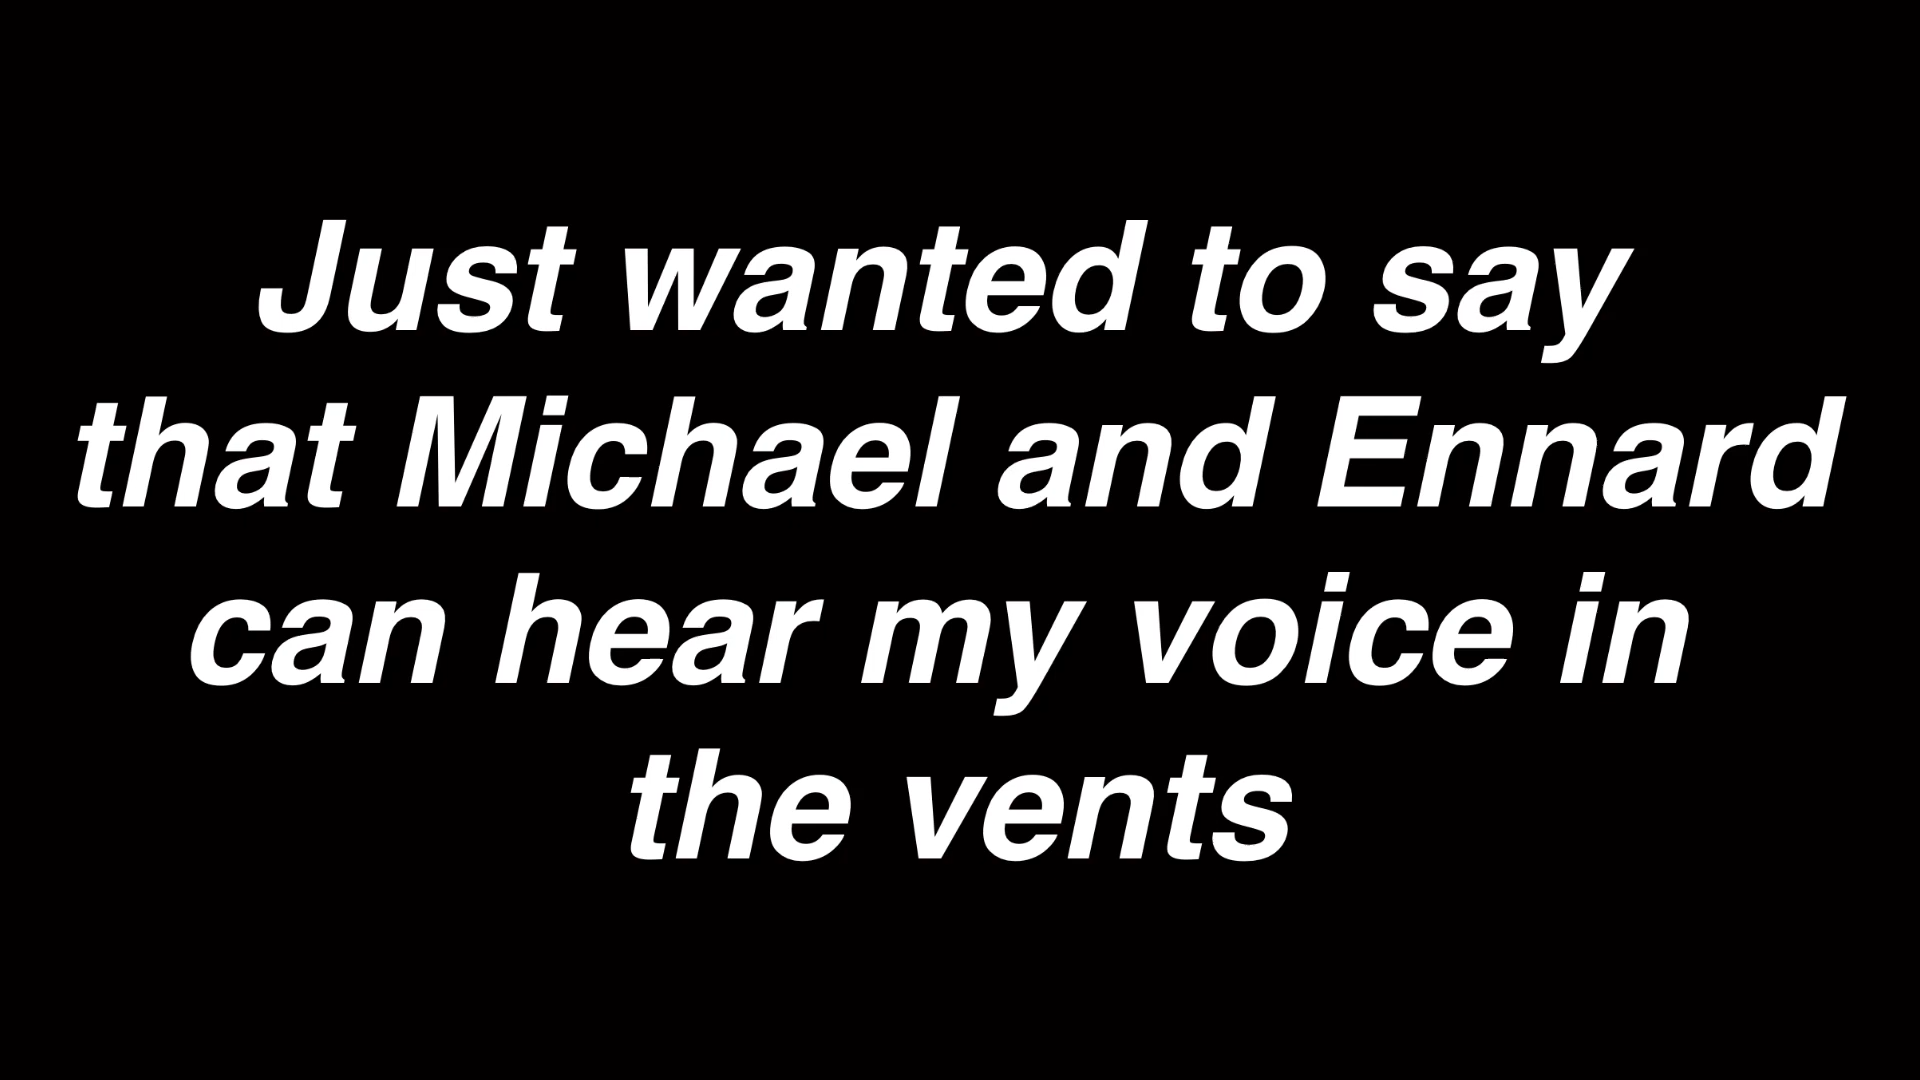 Just wanted to say
that Michael and Ennard
can hear my voice in
the vents